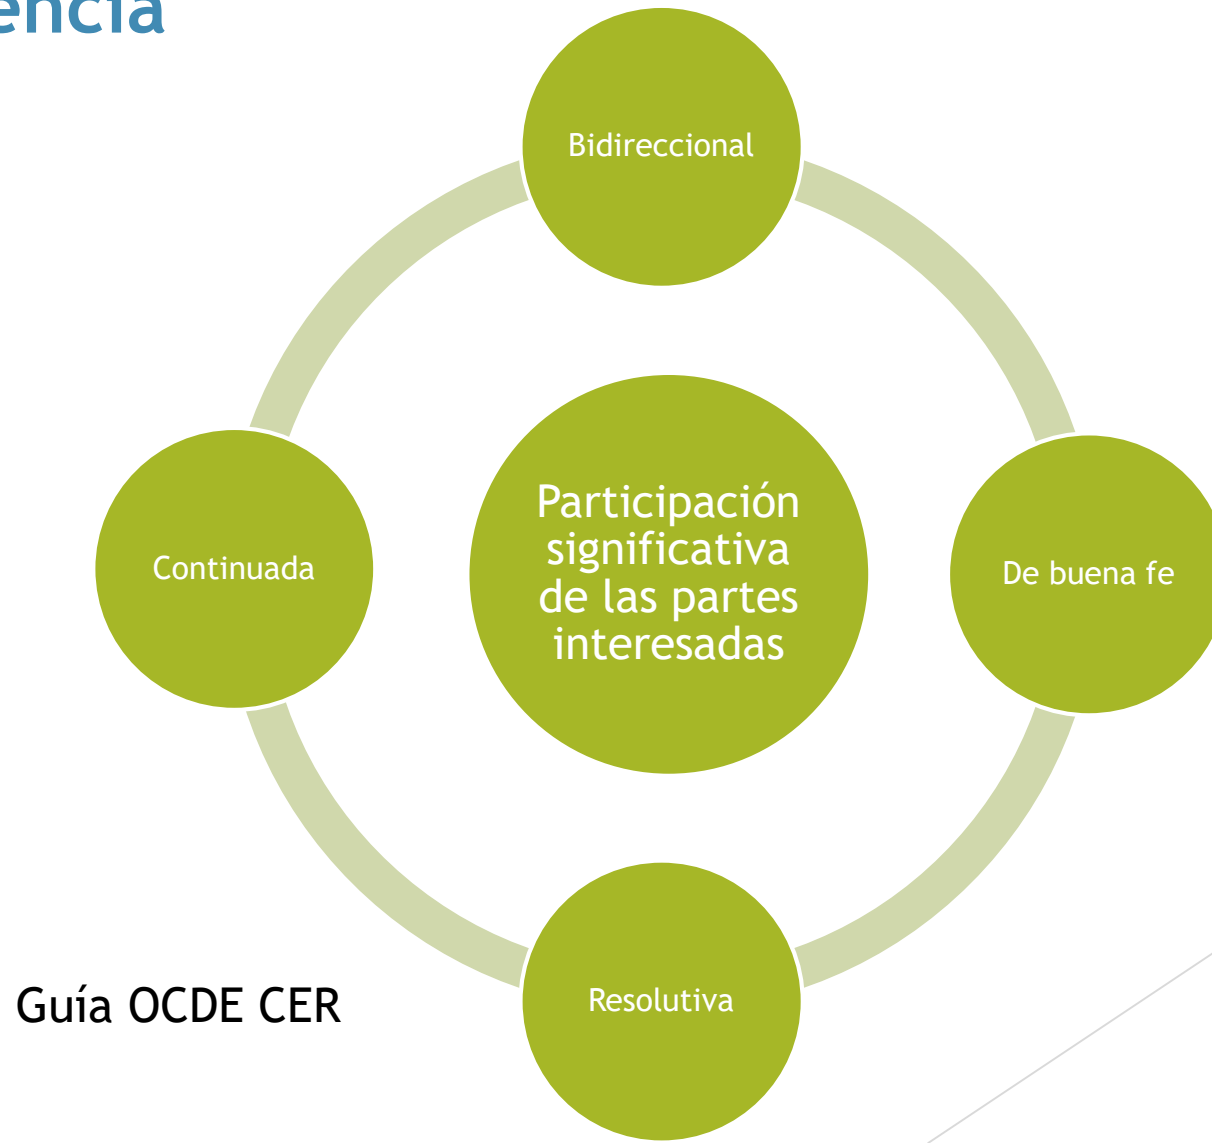 encia
Bidireccional
Participación
significativa
de las partes
interesadas
Continuada
De buena fe
Resolutiva
Guía OCDE CER